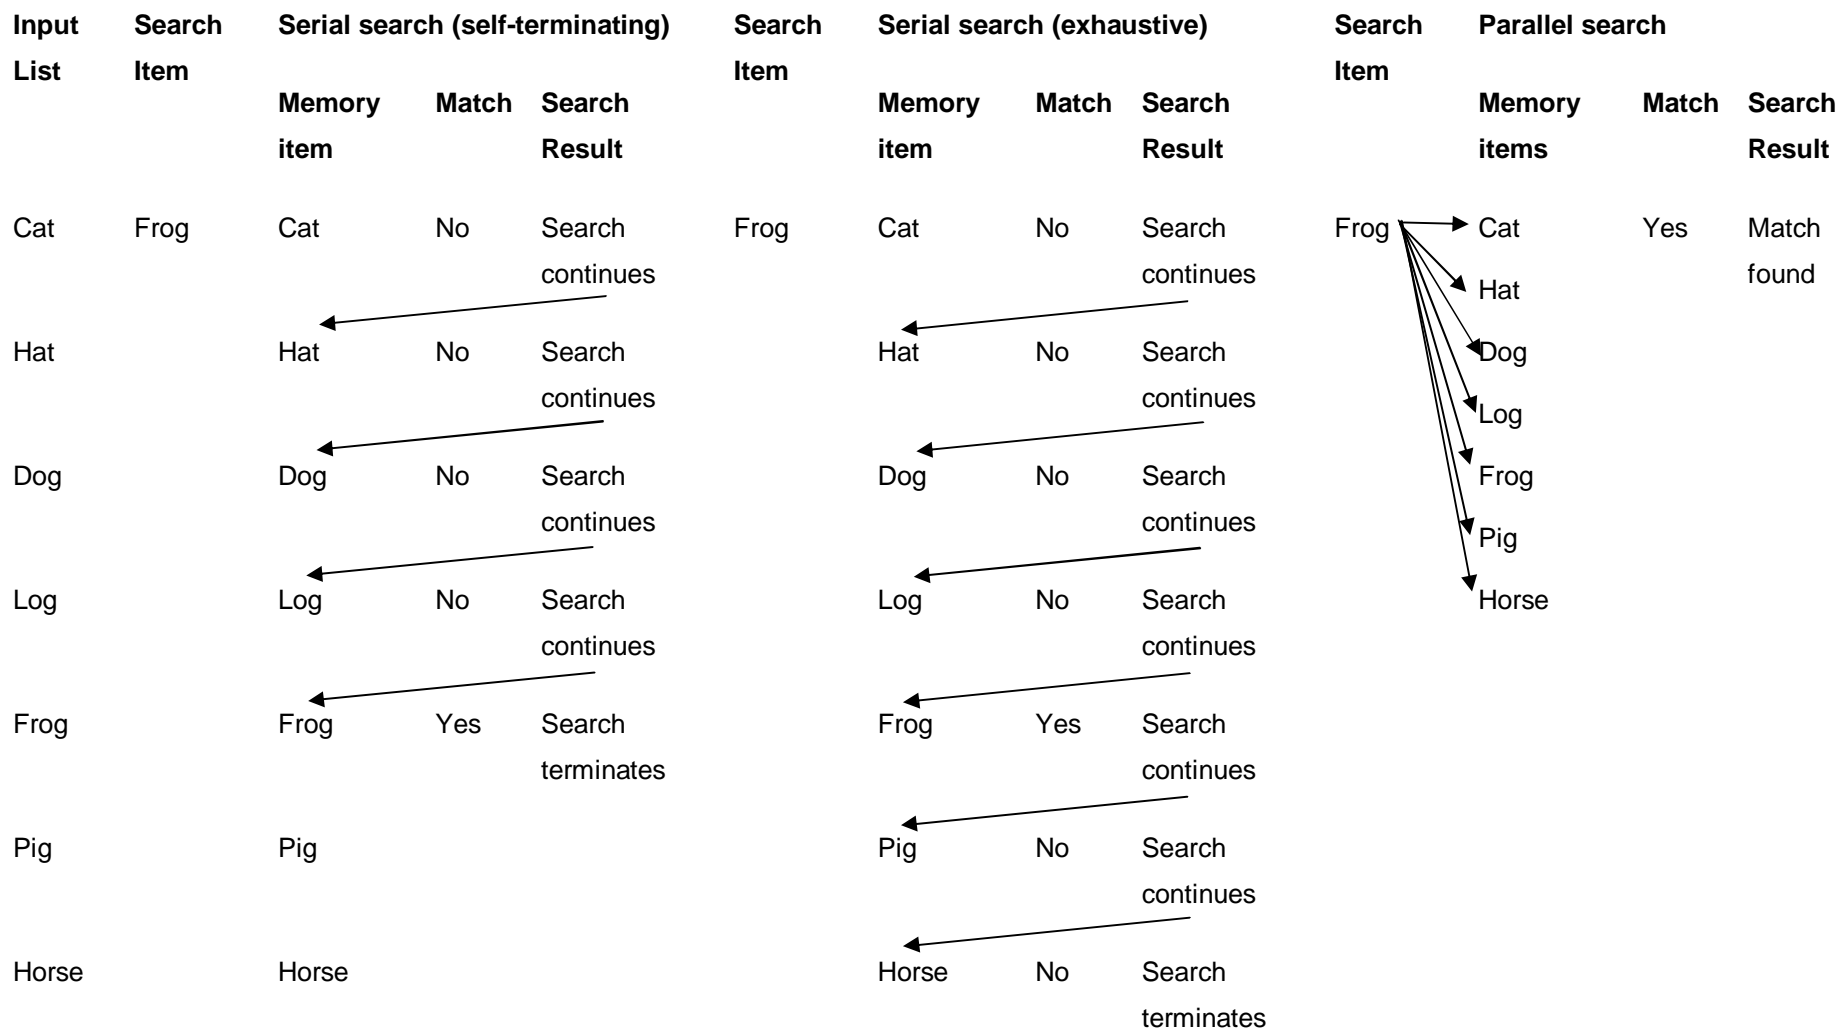 Input Search Serial search (self-terminating) Search Serial search (exhaustive) Search Parallel search
List Item Item Item
Memory Match Search Memory Match Search Memory Match Search
item Result item Result items Result
Cat Frog Cat No Search Frog Cat No Search Frog Cat Yes Match
continues continues found
Hat
Hat Hat No Search Hat No Search Dog
continues continues
Log
Dog Dog No Search Dog No Search Frog
continues continues
Pig
Log Log No Search Log No Search Horse
continues continues
Frog Frog Yes Search Frog Yes Search
terminates continues
Pig Pig Pig No Search
continues
Horse Horse Horse No Search
terminates